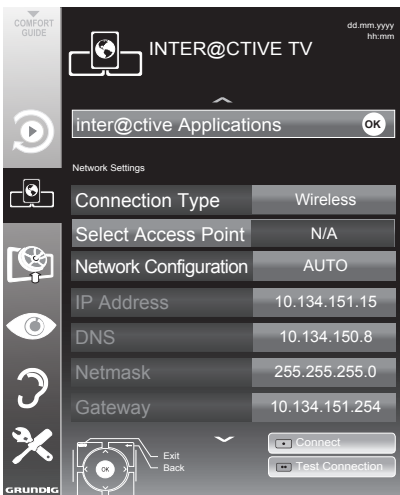 COMFORT
GUIDE
INTER@CTIVE TV
dd.mm.yyyy
hh:mm
inter@ctive Applications
OK
Network Settings
Connection Type Wireless
Select Access Point N/A
Network Configuration AUTO
IP Address 10.134.151.15
DNS 10.134.150.8
Netmask 255.255.255.0
Gateway 10.134.151.254
Exit
Back
OK
Connect
Test Connection
GRUNDIG